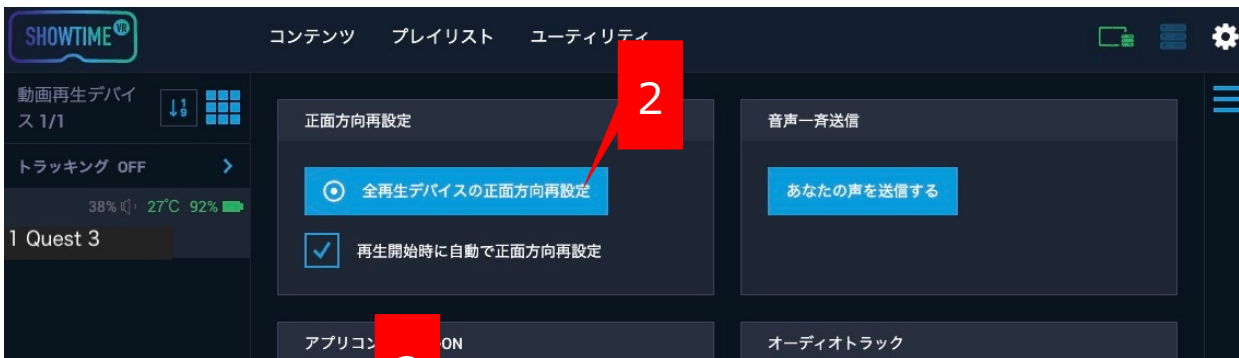 SHOWTIME VR
コンテンツ プレイリスト ユーティリティ
動画再生デバイ
ス 1/1
トラッキング OFF
38% 27°C 92%
1 Quest 3
2
正面方向再設定
全再生デバイスの正面方向再設定
再生開始時に自動で正面方向再設定
音声一斉送信
あなたの声を送信する
アプリコン
ON
オーディオトラック